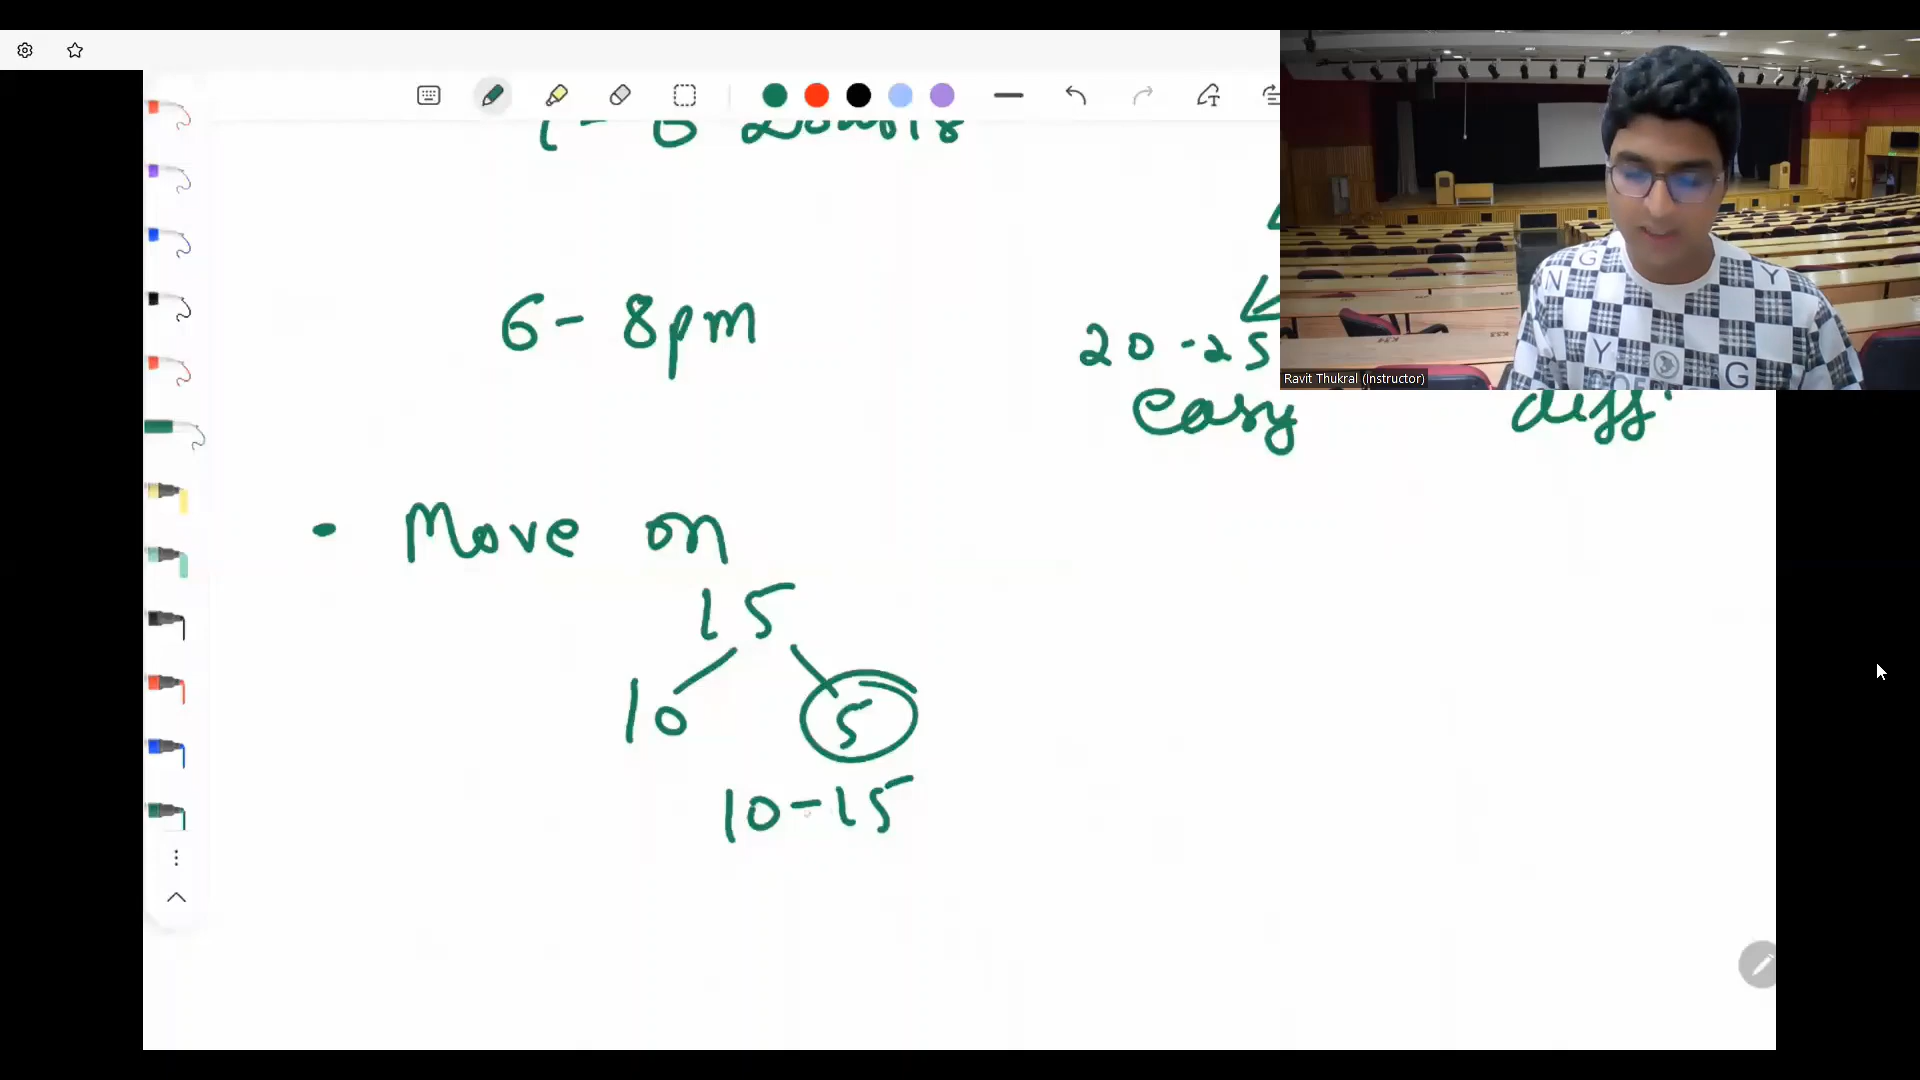 6 - 8pm
20 - 25
easy
diff.
• Move on
15
10 5
10-15
Ravit Thukral (Instructor)